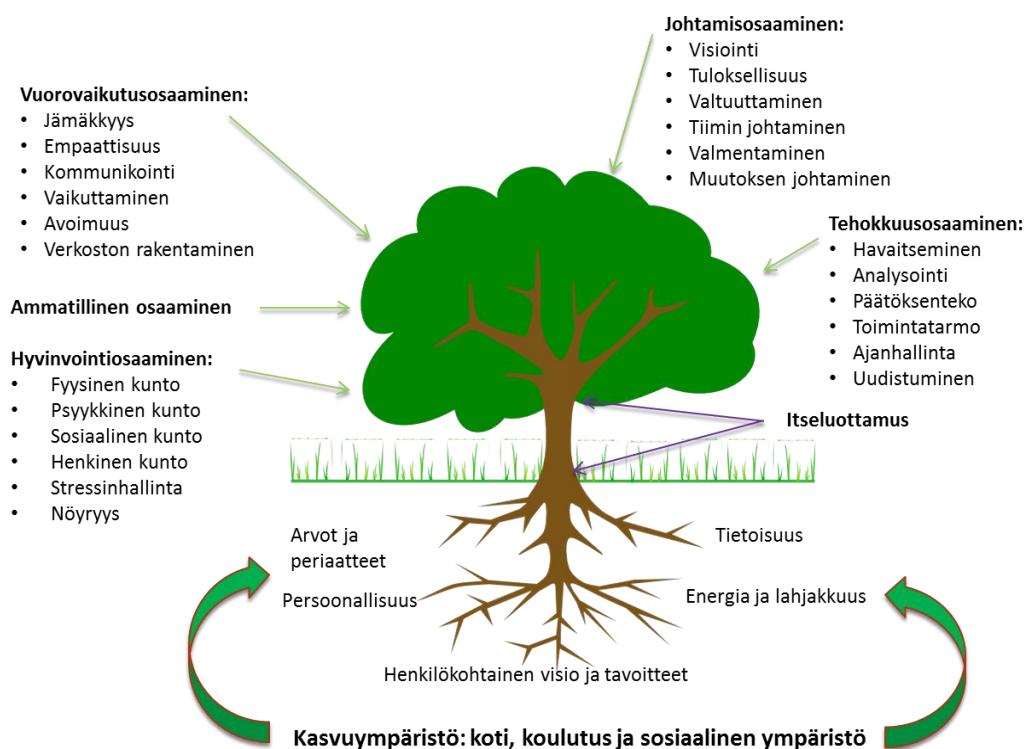 Johtamisosaaminen:
• Visiointi
• Tuloksellisuus
• Valtuuttaminen
• Tiimin johtaminen
• Valmentaminen
• Muutoksen johtaminen
Vuorovaikutusosaaminen:
• Jämäkkyys
• Empaattisuus
• Kommunikointi
• Vaikuttaminen
• Avoimuus
• Verkoston rakentaminen
Tehokkuusosaaminen:
• Havaitseminen
• Analysointi
• Päätöksenteko
• Toimintatarmo
• Ajanhallinta
• Uudistuminen
Ammatillinen osaaminen
Hyvinvointiosaaminen:
• Fyysinen kunto
• Psyykkinen kunto
• Sosiaalinen kunto
• Henkinen kunto
• Stressinhallinta
• Nöyryys
Itseluottamus
Arvot ja
periaatteet
Tietoisuus
Persoonallisuus
Energia ja lahjakkuus
Henkilökohtainen visio ja tavoitteet
Kasvuympäristö: koti, koulutus ja sosiaalinen ympäristö